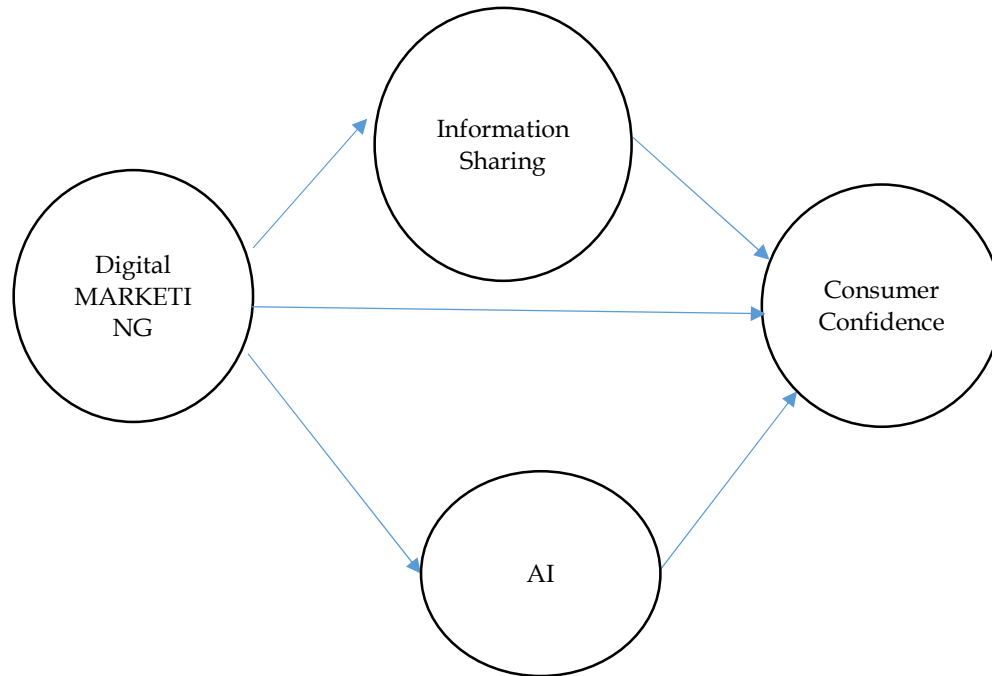 Information
Sharing
Digital
MARKETI
NG
Consumer
Confidence
AI